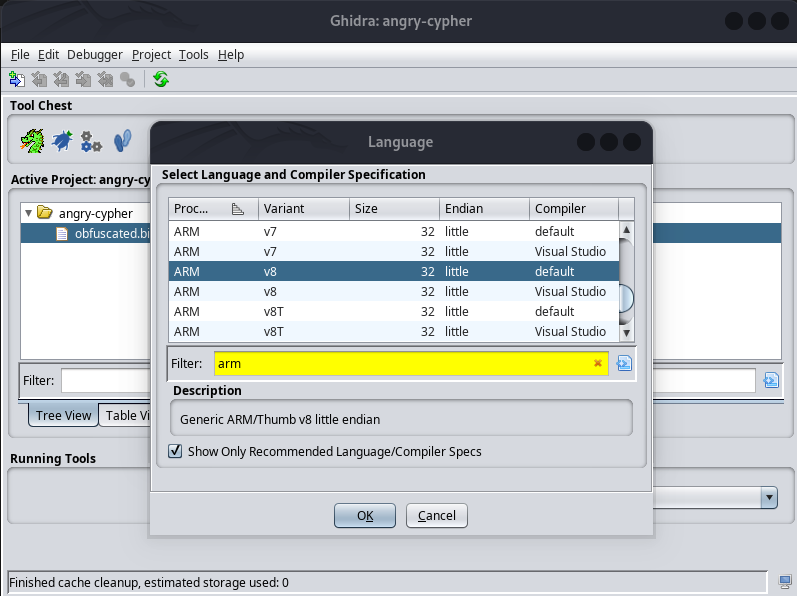 Ghidra: angry-cypher
File Edit Debugger Project Tools Help
Tool Chest
Active Project: angry-cy
angry-cypher
obfuscated.bi
Filter:
Tree View Table Vi
Running Tools
Language
Select Language and Compiler Specification
Proc... Variant Size Endian Compiler
ARM v7 32 little default
ARM v7 32 little Visual Studio
ARM v8 32 little default
ARM v8 32 little Visual Studio
ARM v8T 32 little default
ARM v8T 32 little Visual Studio
Filter: arm
Description
Generic ARM/Thumb v8 little endian
Show Only Recommended Language/Compiler Specs
OK Cancel
Finished cache cleanup, estimated storage used: 0